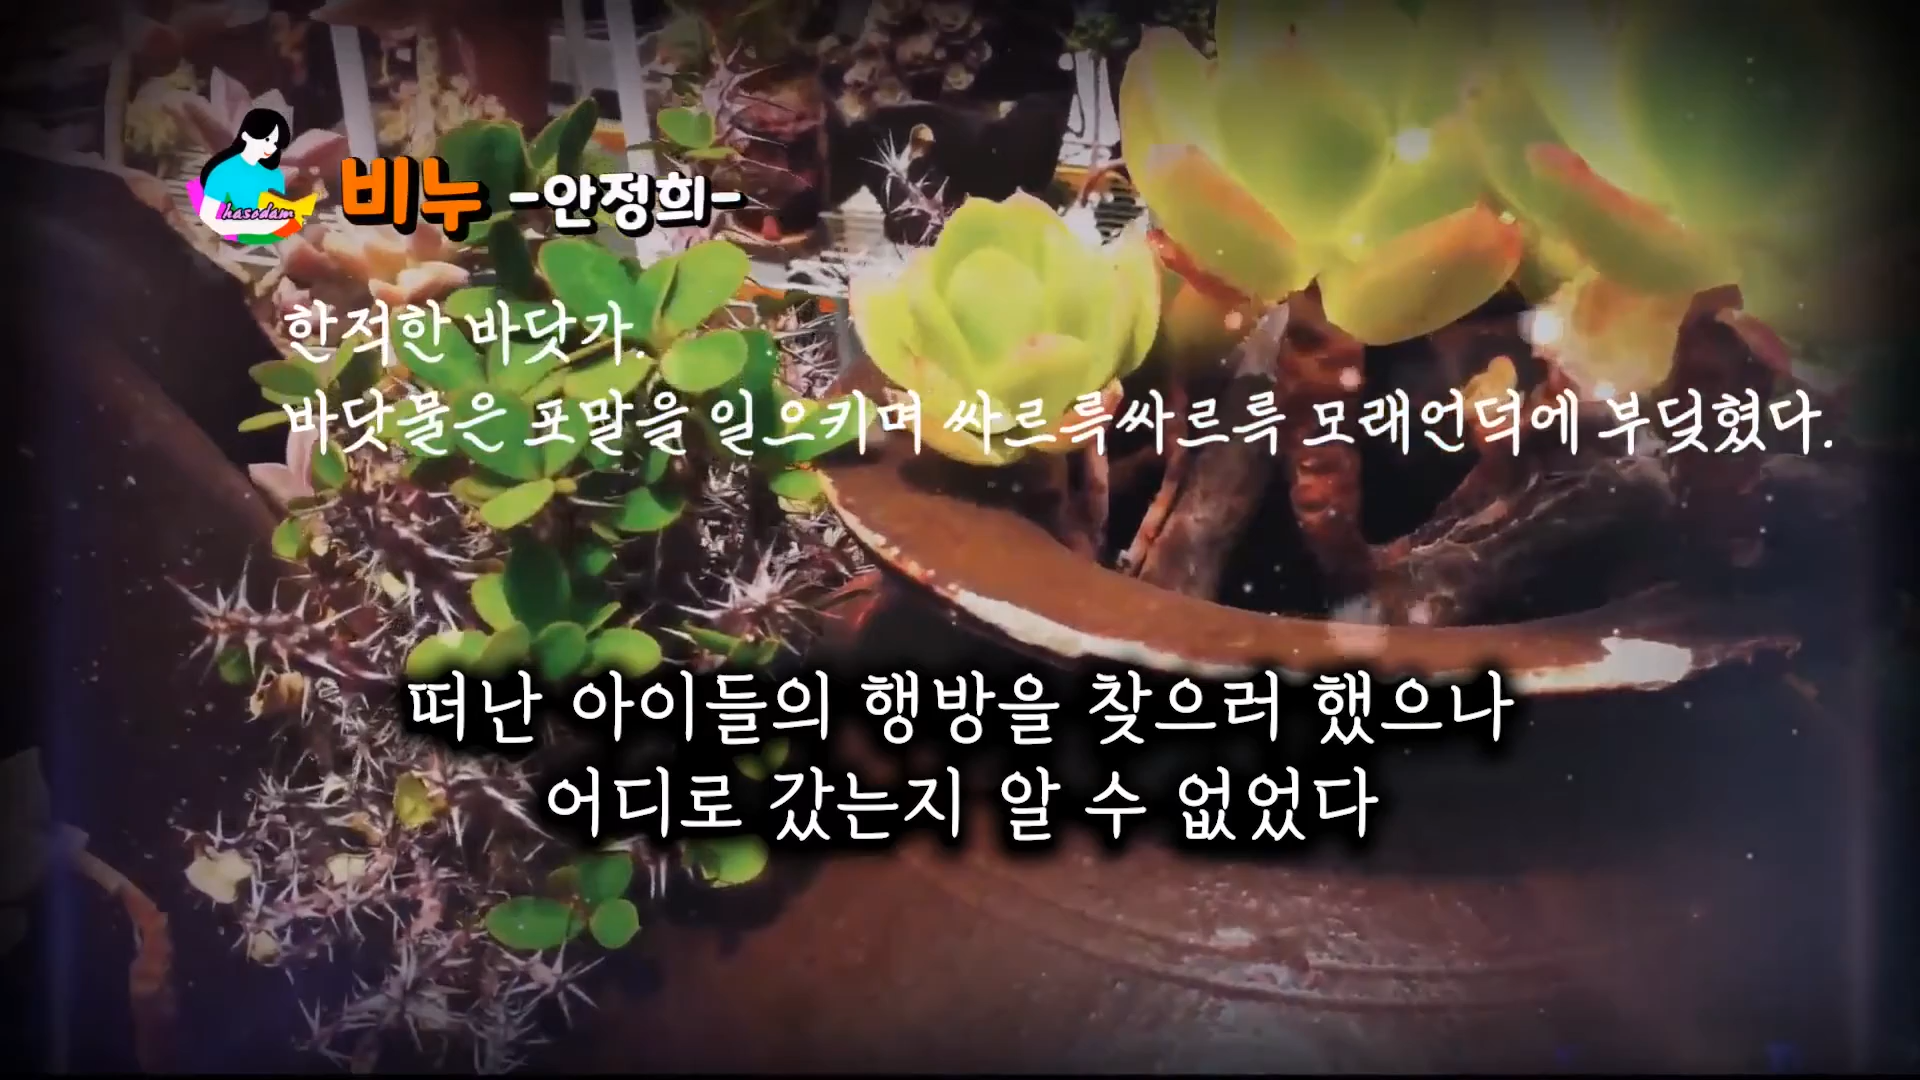 hasodam
비누 -안정희-
한적한 바닷가.
바닷물은 포말을 일으키며 싸르륵싸르륵 모래언덕에 부딪혔다.
떠난 아이들의 행방을 찾으러 했으나
어디로 갔는지 알 수 없었다